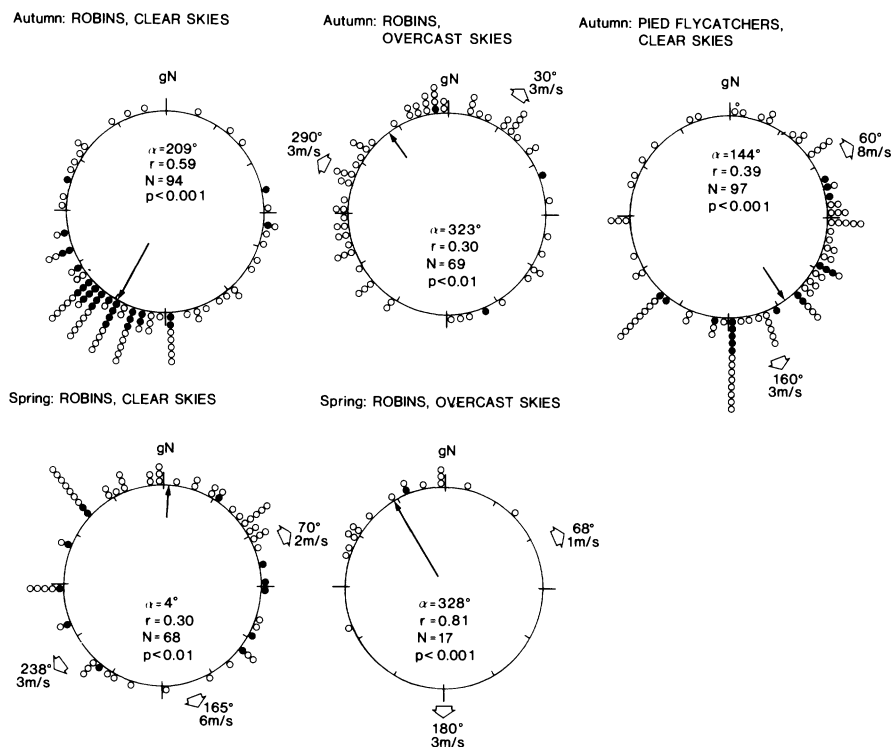 Autumn: ROBINS, CLEAR SKIES
gN
α=209°
r=0.59
N=94
p<0.001
Autumn: ROBINS,
OVERCAST SKIES
gN
30°
3m/s
290°
3m/s
α=323°
r=0.30
N=69
p<0.01
Autumn: PIED FLYCATCHERS,
CLEAR SKIES
gN
60°
8m/s
α=144°
r=0.39
N=97
p<0.001
160°
3m/s
Spring: ROBINS, CLEAR SKIES
gN
70°
2m/s
α=4°
r=0.30
N=68
p<0.01
238°
3m/s
165°
6m/s
Spring: ROBINS, OVERCAST SKIES
gN
68°
1m/s
α=328°
r=0.81
N=17
p<0.001
180°
3m/s